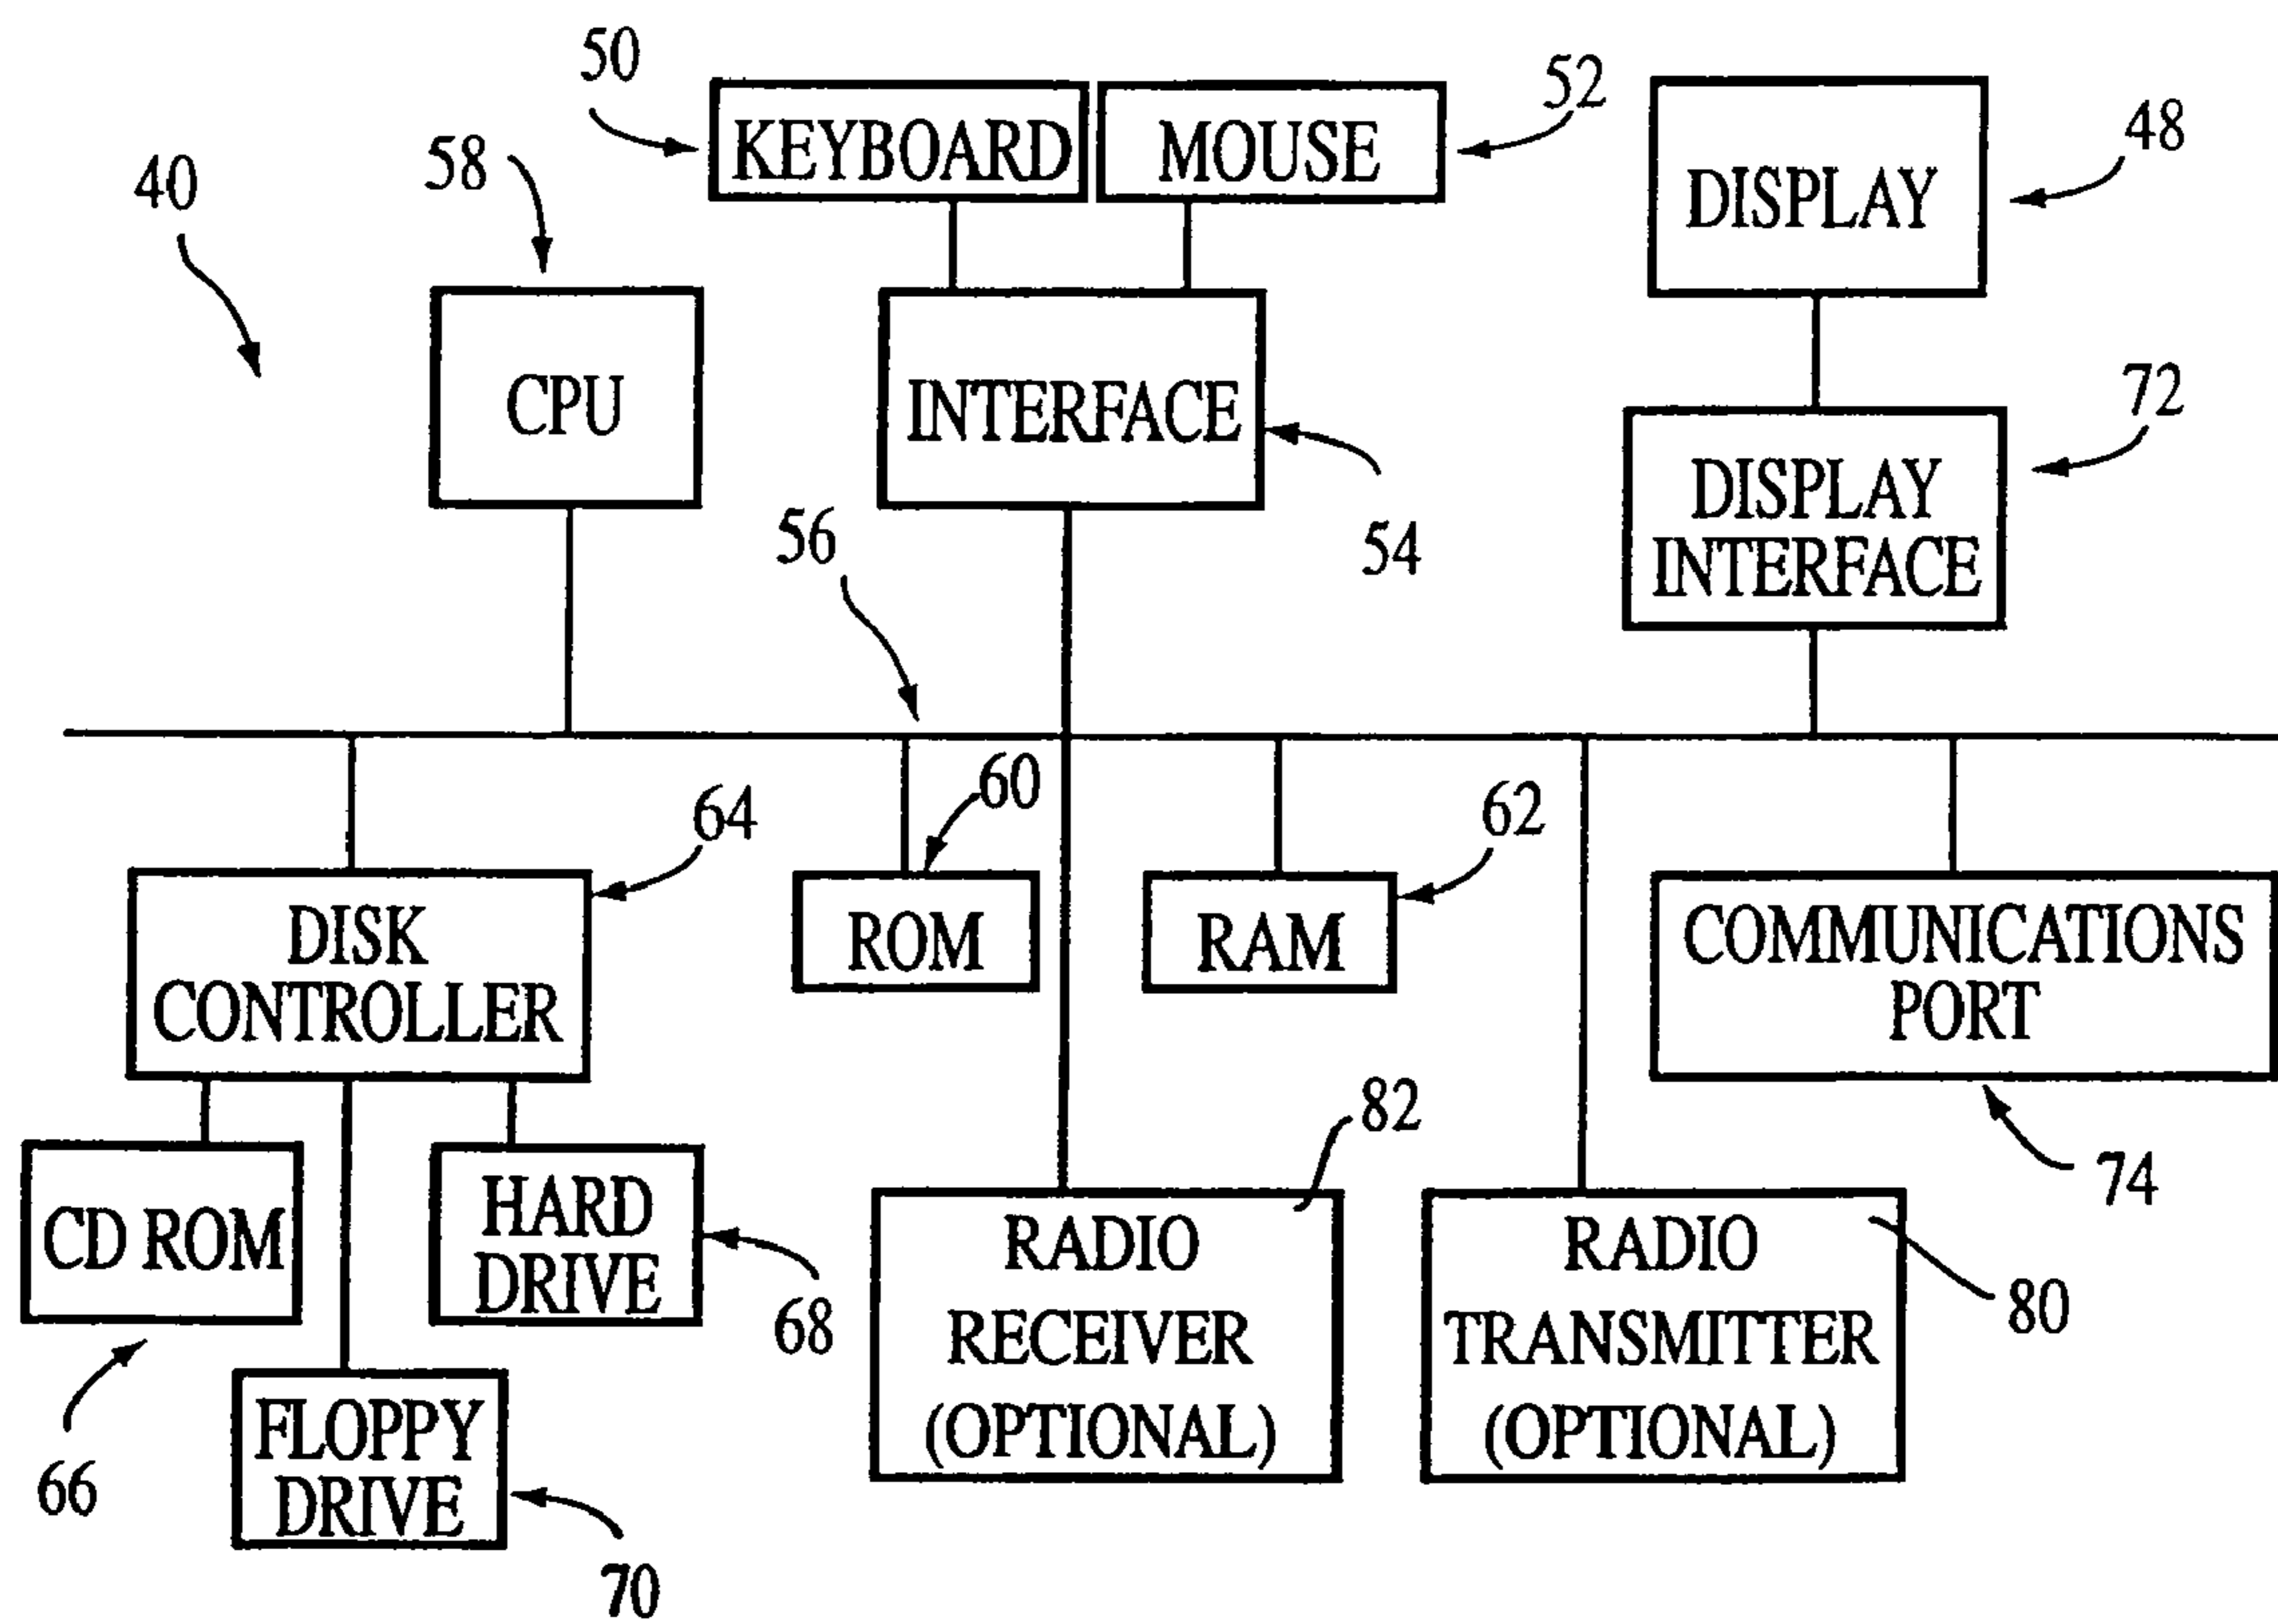 50
KEYBOARD
MOUSE
52
DISPLAY
48
40
58
CPU
INTERFACE
54
72
DISPLAY
INTERFACE
56
64
60
62
DISK
CONTROLLER
ROM
RAM
COMMUNICATIONS
PORT
74
CD ROM
66
HARD
DRIVE
68
FLOPPY
DRIVE
70
82
RADIO
RECEIVER
(OPTIONAL)
RADIO
TRANSMITTER
(OPTIONAL)
80